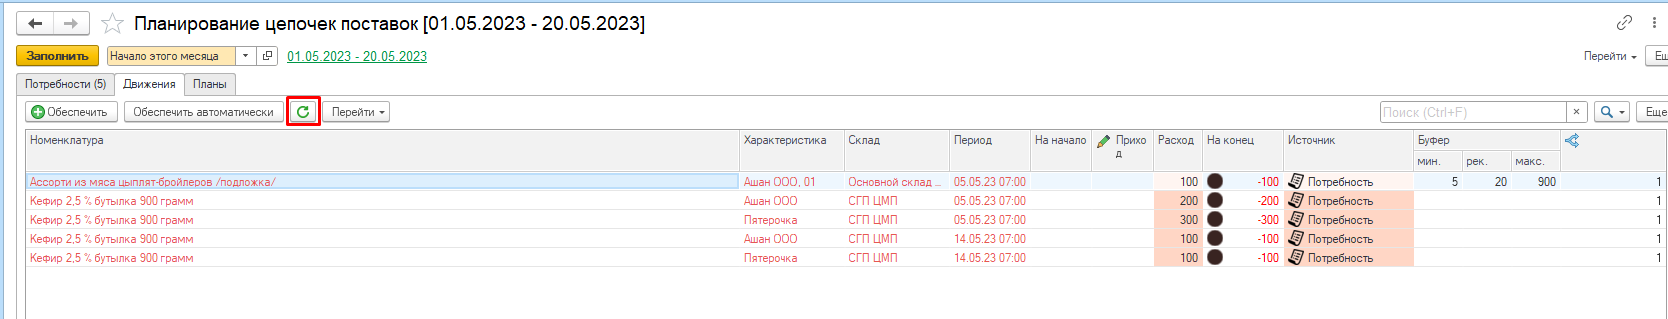 Планирование цепочек поставок [01.05.2023 - 20.05.2023]
Заполнить Начало этого месяца 01.05.2023 - 20.05.2023 Перейти Ещ
Потребности (5) Движения Планы
Обеспечить Обеспечить автоматически Перейти Поиск (Ctrl+F) × Еще
Номенклатура Характеристика Склад Период На начало Прихо
д Расход На конец Источник Буфер
мин. рек. макс.
Ассорти из мяса цыплят-бройлеров /подложка/ Ашан ООО, 01 Основной склад ... 05.05.23 07:00 100 -100 Потребность 5 20 900 1
Кефир 2,5 % бутылка 900 грамм Ашан ООО СГП ЦМП 05.05.23 07:00 200 -200 Потребность 1
Кефир 2,5 % бутылка 900 грамм Пятерочка СГП ЦМП 05.05.23 07:00 300 -300 Потребность 1
Кефир 2,5 % бутылка 900 грамм Ашан ООО СГП ЦМП 14.05.23 07:00 100 -100 Потребность 1
Кефир 2,5 % бутылка 900 грамм Пятерочка СГП ЦМП 14.05.23 07:00 100 -100 Потребность 1